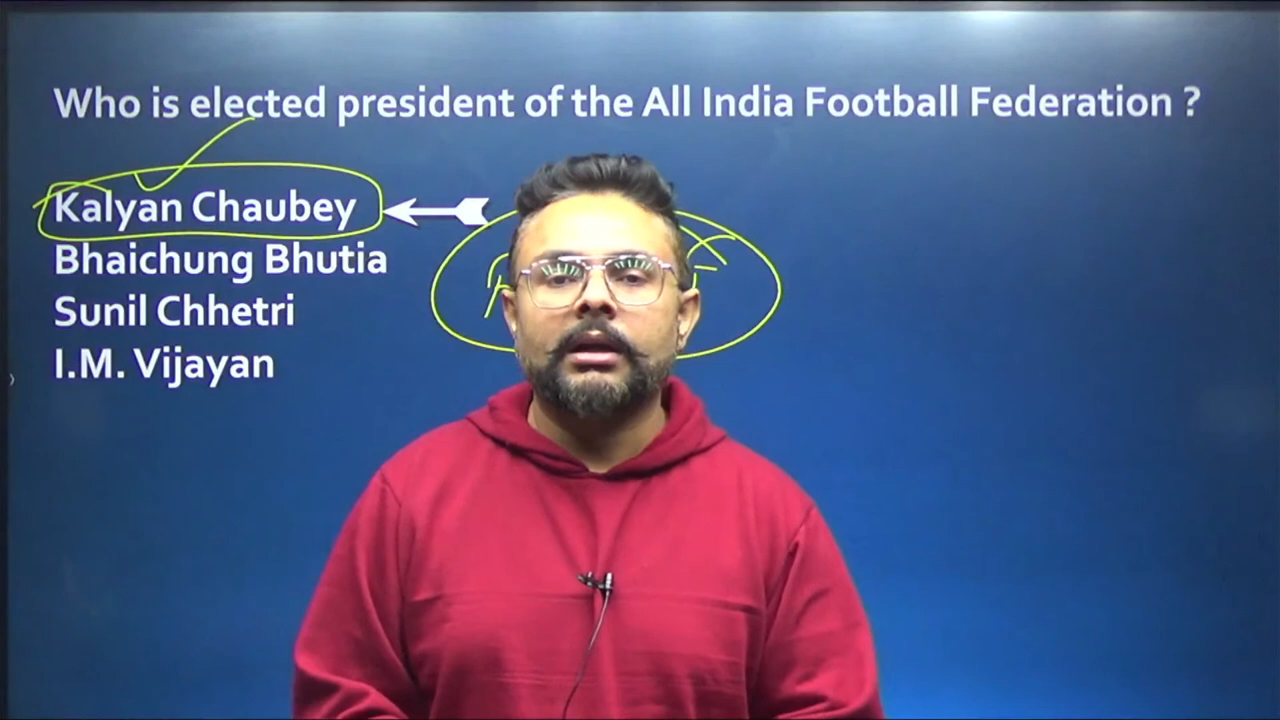 Who is elected president of the All India Football Federation ?
Kalyan Chaubey
Bhaichung Bhutia
Sunil Chhetri
I.M. Vijayan